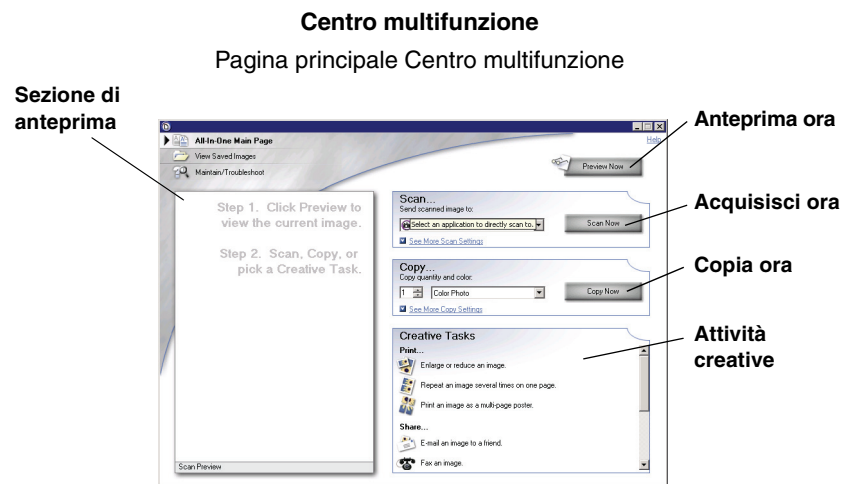 Centro multifunzione
Pagina principale Centro multifunzione
Sezione di
anteprima
Anteprima ora
Acquisisci ora
Copia ora
Attività
creative
All-In-One Main Page
Help
View Saved Images
Maintain/Troubleshoot
Preview Now
Step 1. Click Preview to
view the current image.
Step 2. Scan, Copy, or
pick a Creative Task.
Scan Preview
Scan...
Send scanned image to:
Select an application to directly scan to.
Scan Now
See More Scan Settings
Copy...
Copy quantity and color:
1
Color Photo
Copy Now
See More Copy Settings
Creative Tasks
Print...
Enlarge or reduce an image.
Repeat an image several times on one page.
Print an image as a multi-page poster.
Share...
E-mail an image to a friend.
Fax an image.